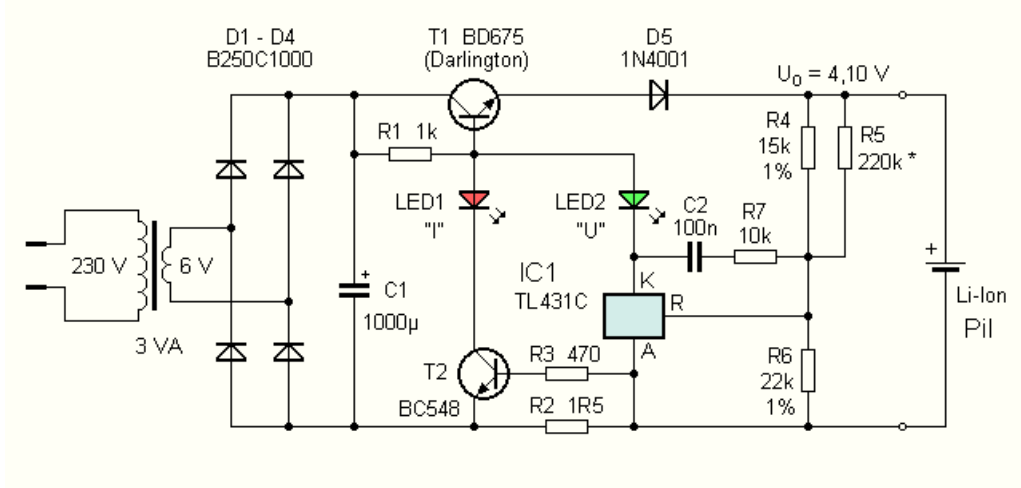 D1 - D4
B250C1000
T1 BD675
(Darlington)
D5
1N4001
U0 = 4,10 V
R1 1k
R4
15k
1%
R5
220k *
LED1
"I"
LED2
"U"
C2
100n
R7
10k
230 V
6 V
3 VA
+
C1
1000µ
IC1
TL431C
K
R
A
+
Li-Ion
Pil
T2
BC548
R3 470
R2 1R5
R6
22k
1%